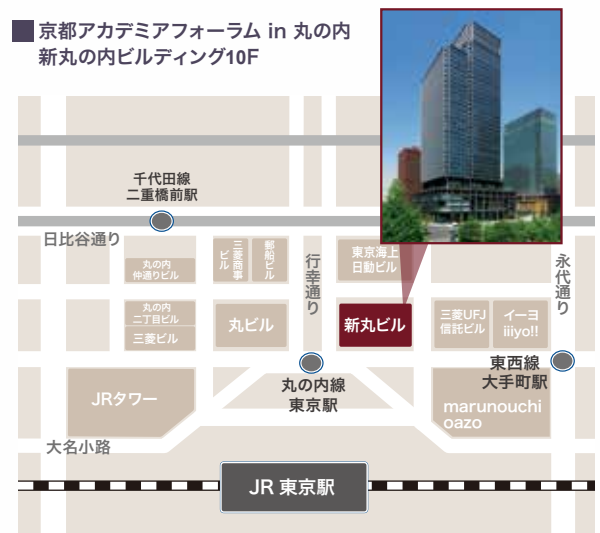 京都アカデミアフォーラム in 丸の内
新丸の内ビルディング10F
千代田線
二重橋前駅
日比谷通り
丸の内
仲通りビル
三菱商事
ビル
郵船ビル
行幸通り
東京海上
日動ビル
永代通り
丸の内
二丁目ビル
三菱ビル
丸ビル
新丸ビル
三菱UFJ
信託ビル
イーヨ
iiiyo!!
東西線
大手町駅
丸の内線
東京駅
JRタワー
marunouchi
oazo
大名小路
JR 東京駅